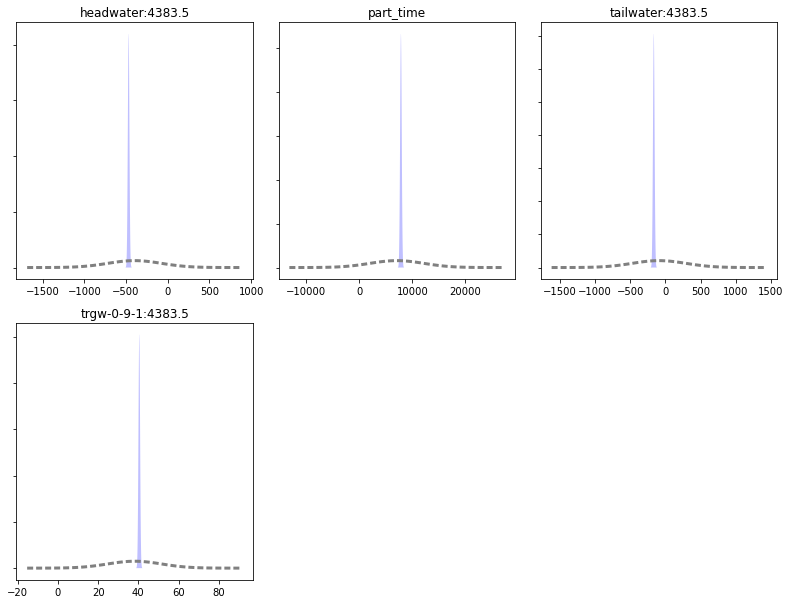 headwater:4383.5
part_time
tailwater:4383.5
−1500 −1000 −500 0 500 1000
−10000 0 10000 20000
−1500 −1000 −500 0 500 1000 1500
trgw-0-9-1:4383.5
−20 0 20 40 60 80